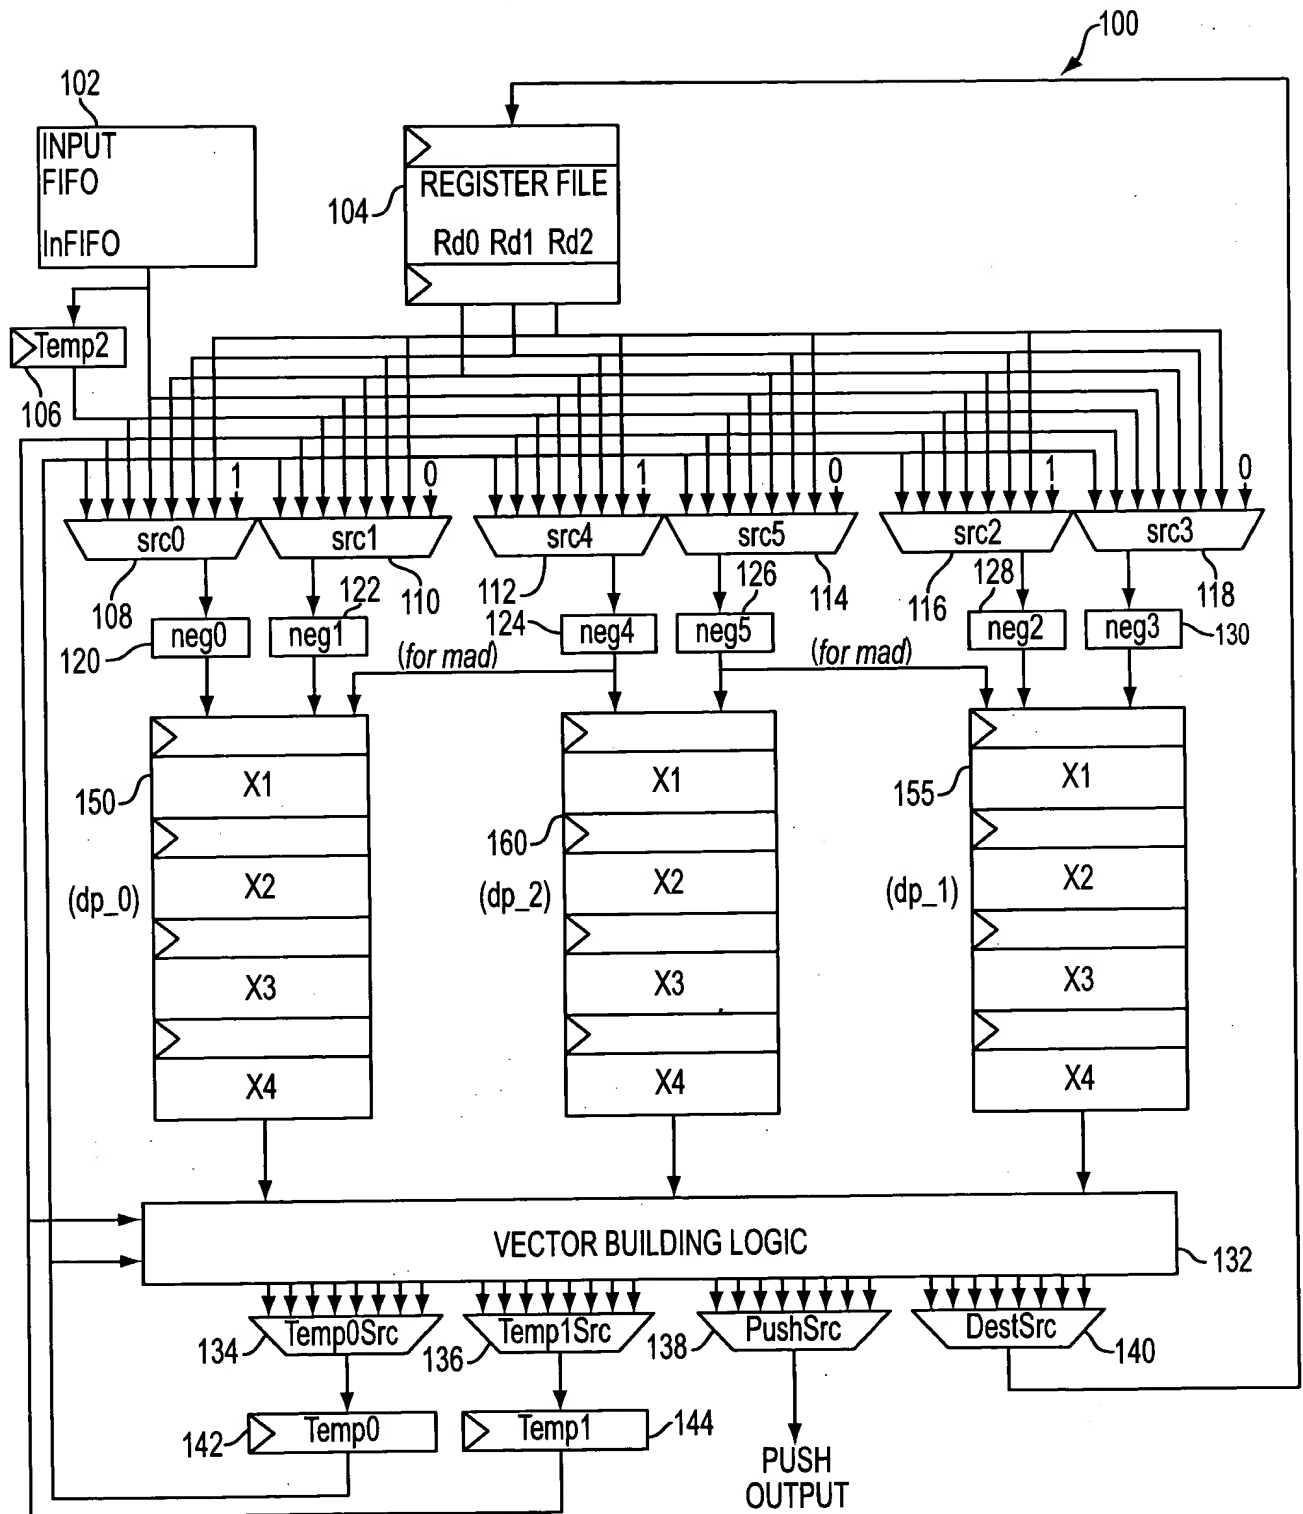 100
102
INPUT
FIFO
InFIFO
REGISTER FILE
104
Rd0 Rd1 Rd2
Temp2
106
1 0 1 0 1 0
src0 src1 src4 src5 src2 src3
108 110 112 114 116 118
122 126 128
120 124 130
neg0 neg1 neg4 neg5 neg2 neg3
(for mad) (for mad)
X1 X1 X1
150 160 155
X2 X2 X2
(dp_0) (dp_2) (dp_1)
X3 X3 X3
X4 X4 X4
VECTOR BUILDING LOGIC
132
Temp0Src Temp1Src PushSrc DestSrc
134 136 138 140
Temp0 Temp1
142 144
PUSH
OUTPUT